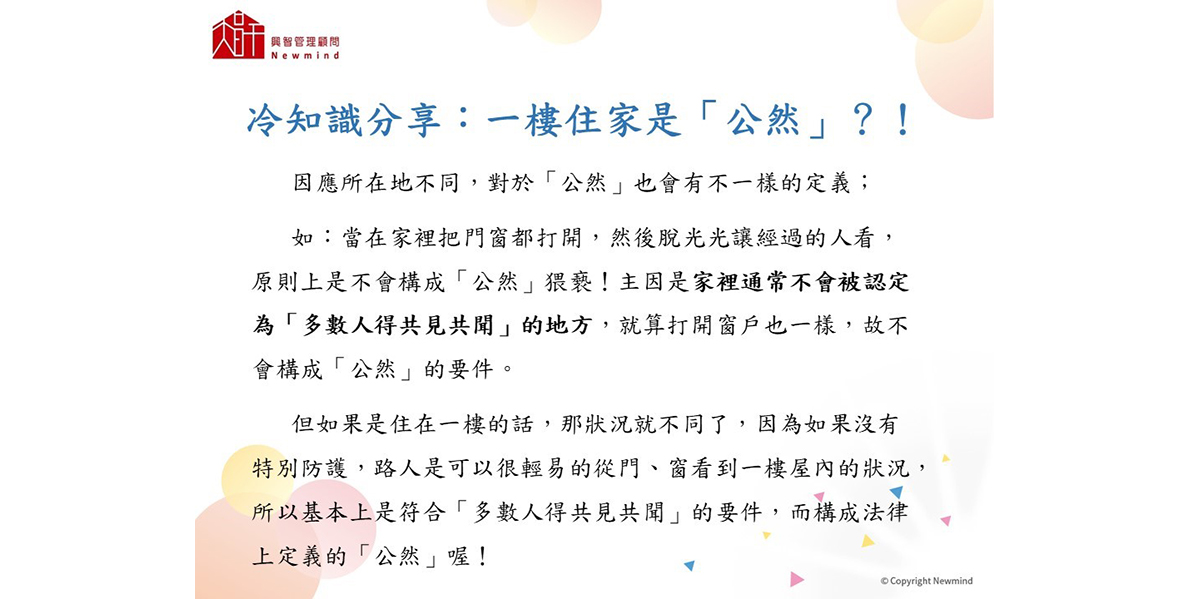 興智管理顧問
Newmind
冷知識分享：一樓住家是「公然」？！
因應所在地不同，對於「公然」也會有不一樣的定義；
如：當在家裡把門窗都打開，然後脫光光讓經過的人看，
原則上是不會構成「公然」猥褻！主因是家裡通常不會被認定
為「多數人得共見共聞」的地方，就算打開窗戶也一樣，故不
會構成「公然」的要件。
但如果是住在一樓的話，那狀況就不同了，因為如果沒有
特別防護，路人是可以很輕易的從門、窗看到一樓屋內的狀況，
所以基本上是符合「多數人得共見共聞」的要件，而構成法律
上定義的「公然」喔！
© Copyright Newmind